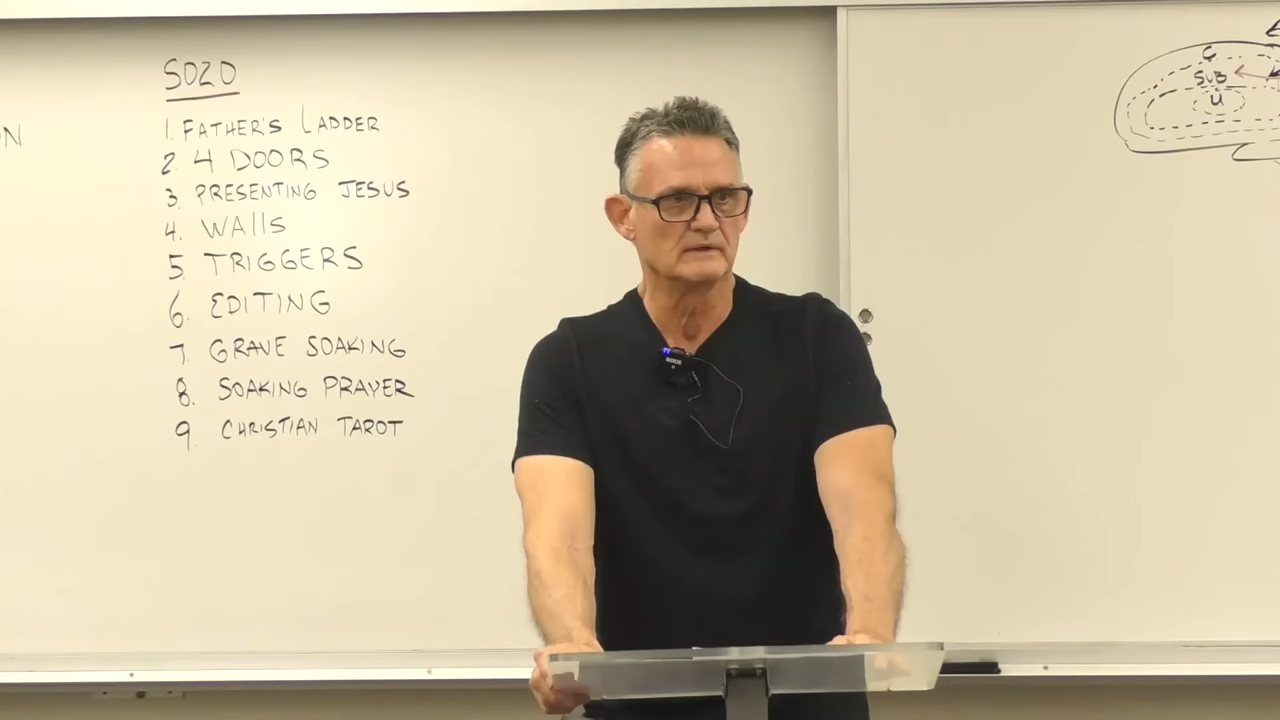 ON
SOZO
1. FATHER'S LADDER
2. 4 DOORS
3. PRESENTING JESUS
4. WALLS
5. TRIGGERS
6. EDITING
7. GRAVE SOAKING
8. SOAKING PRAYER
9. CHRISTIAN TAROT
C
SUB
U